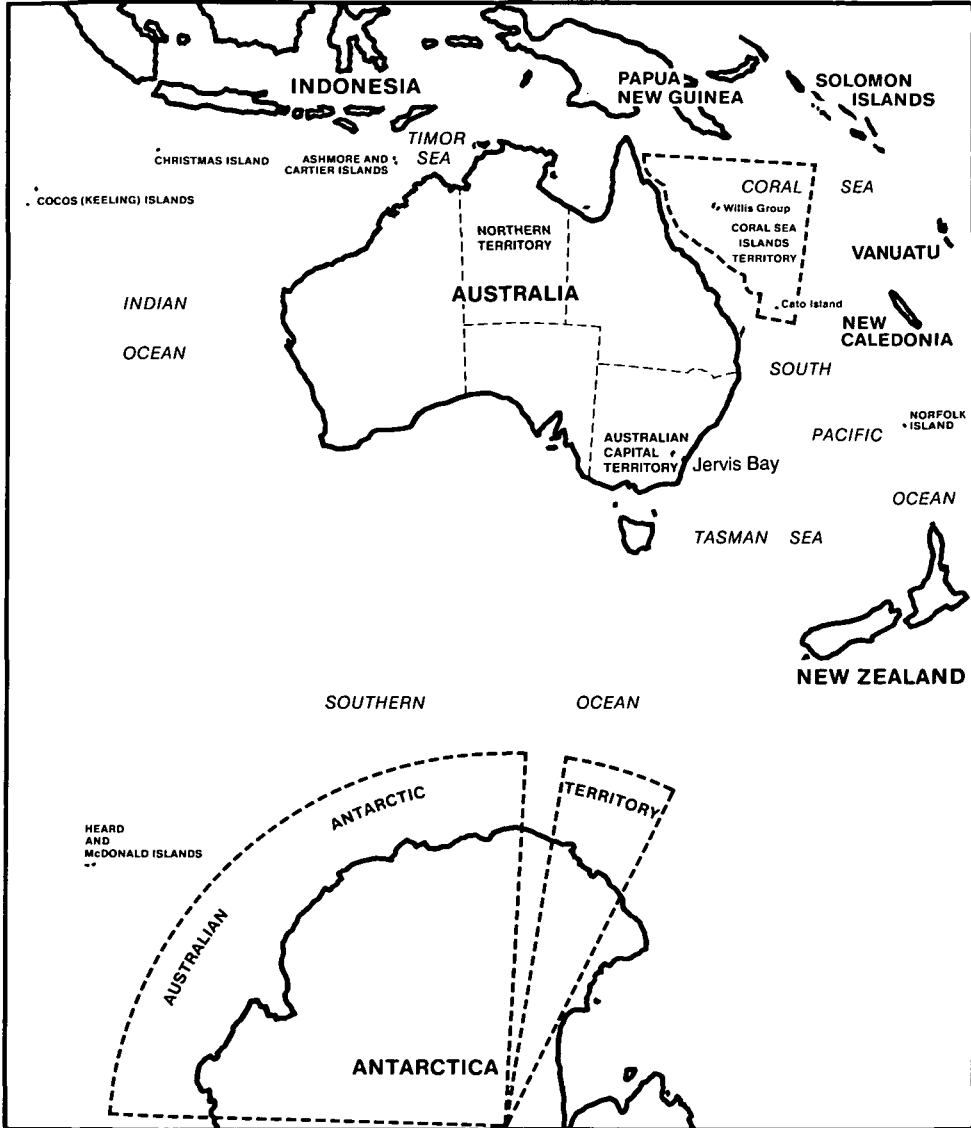 INDONESIA
PAPUA
NEW GUINEA
SOLOMON
ISLANDS
TIMOR
SEA
CHRISTMAS ISLAND
ASHMORE AND
CARTIER ISLANDS
COCOS (KEELING) ISLANDS
CORAL SEA
Willis Group
CORAL SEA
ISLANDS
TERRITORY
NORTHERN
TERRITORY
VANUATU
AUSTRALIA
INDIAN
OCEAN
Cato Island
NEW
CALEDONIA
SOUTH
PACIFIC
OCEAN
NORFOLK
ISLAND
AUSTRALIAN
CAPITAL
TERRITORY
Jervis Bay
TASMAN SEA
NEW ZEALAND
SOUTHERN OCEAN
AUSTRALIAN
ANTARCTIC
TERRITORY
HEARD
AND
McDONALD ISLANDS
ANTARCTICA